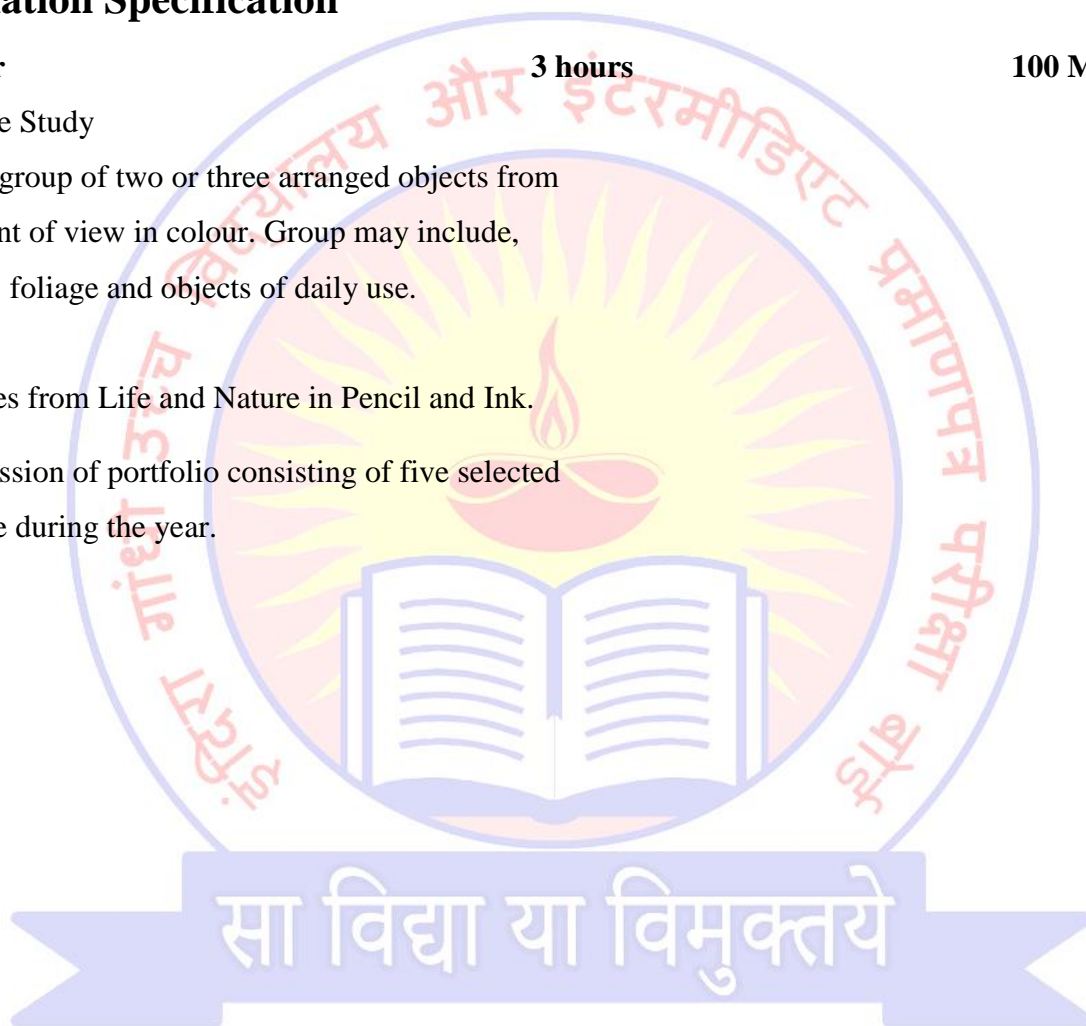 ation Specification
r 3 hours 100 M
e Study
group of two or three arranged objects from
nt of view in colour. Group may include,
foliage and objects of daily use.
es from Life and Nature in Pencil and Ink.
ssion of portfolio consisting of five selected
e during the year.
इंदिरा गांधी उच्च विद्यालय और इंटरमीडिएट प्रमाणपत्र परीक्षा बोर्ड
सा विद्या या विमुक्तये